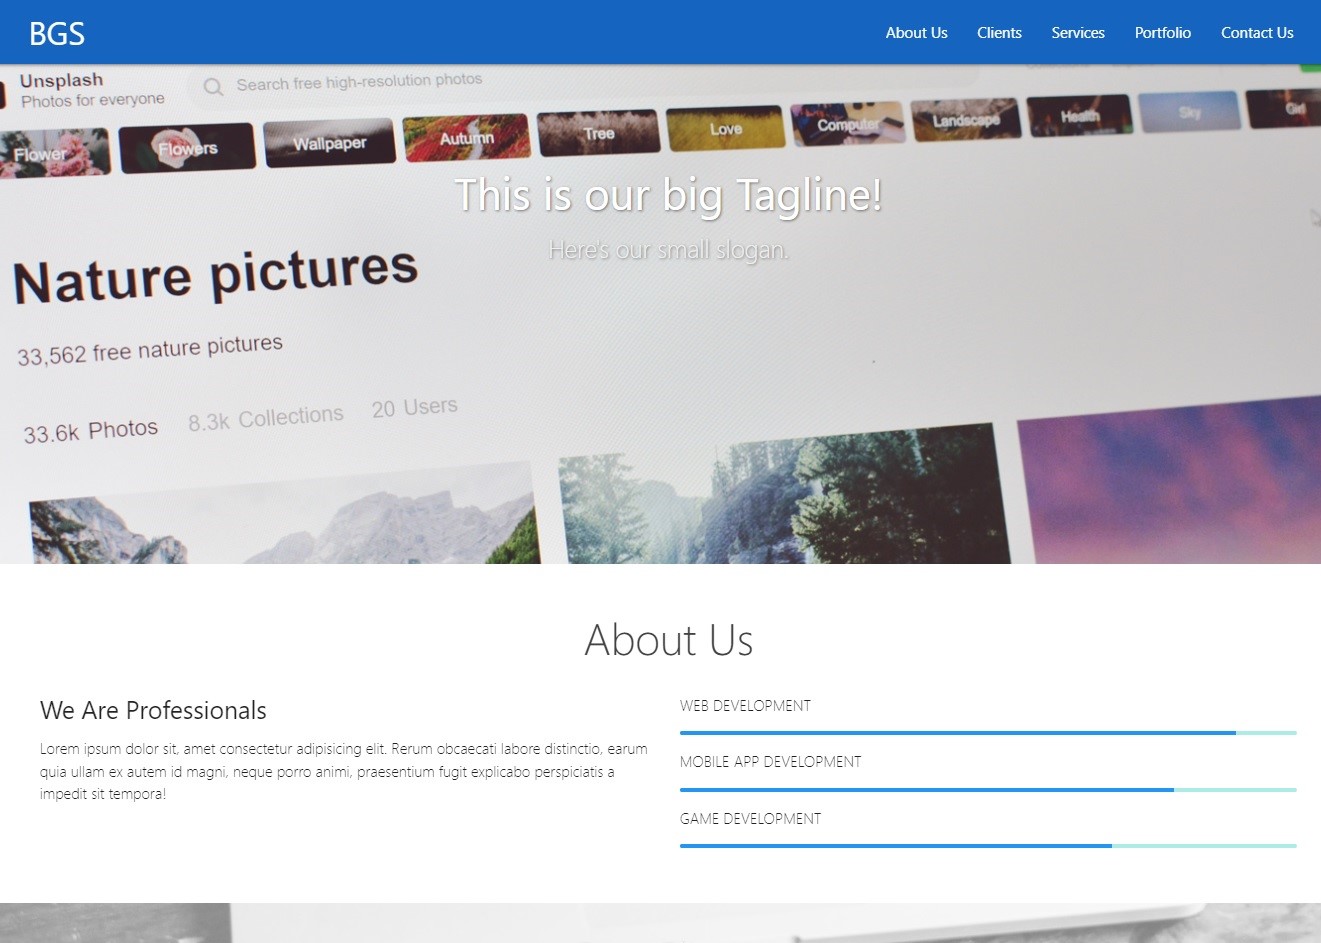 BGS
About Us
Clients
Services
Portfolio
Contact Us
Unsplash
Photos for everyone
Search free high-resolution photos
Flower
Flowers
Wallpaper
Autumn
Tree
Love
Computer
Landscape
Health
Sky
This is our big Tagline!
Here's our small slogan.
Nature pictures
33,562 free nature pictures
33.6k Photos
8.3k Collections
20 Users
About Us
We Are Professionals
Lorem ipsum dolor sit, amet consectetur adipisicing elit. Rerum obcaecati labore distinctio, earum
quia ullam ex autem id magni, neque porro animi, praesentium fugit explicabo perspiciatis a
impedit sit tempora!
WEB DEVELOPMENT
MOBILE APP DEVELOPMENT
GAME DEVELOPMENT